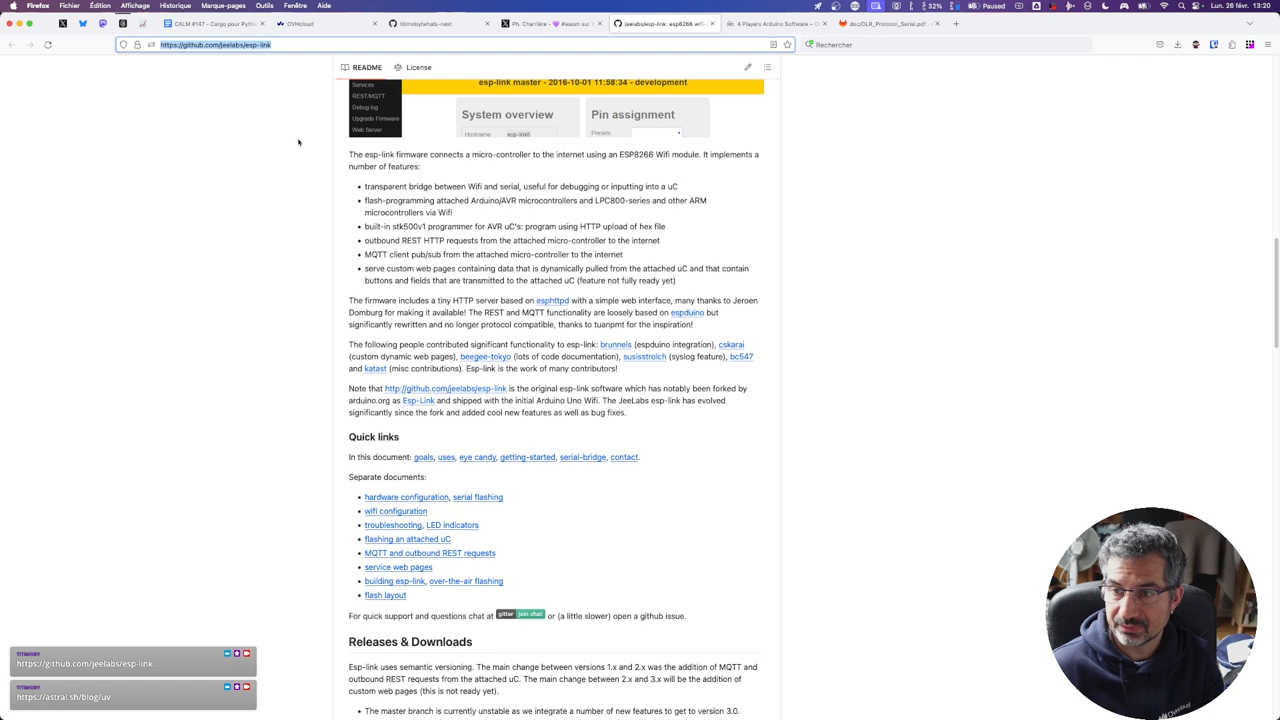 Firefox Fichier Édition Affichage Historique Marque-pages Outils Fenêtre Aide
13:20
CALM #147 - Cargo pour Pyth
OVHcloud
titimoby/whats-next
Ph. Charrière - 💜 #wasm sur
jeelabs/esp-link: esp8266 wifi-
4 Players Arduino Software – O
doc/OLR_Protocol_Serial.pdf ·
https://github.com/jeelabs/esp-link
Rechercher
README License
Services
REST/MQTT
Debug log
Upgrade Firmware
Web Server
esp-link master - 2016-10-01 11:58:34 - development
System overview
Hostname esp-link8
Pin assignment
Presets
The esp-link firmware connects a micro-controller to the internet using an ESP8266 Wifi module. It implements a
number of features:
• transparent bridge between Wifi and serial, useful for debugging or inputting into a uC
• flash-programming attached Arduino/AVR microcontrollers and LPC800-series and other ARM
microcontrollers via Wifi
• built-in stk500v1 programmer for AVR uC's: program using HTTP upload of hex file
• outbound REST HTTP requests from the attached micro-controller to the internet
• MQTT client pub/sub from the attached micro-controller to the internet
• serve custom web pages containing data that is dynamically pulled from the attached uC and that contain
buttons and fields that are transmitted to the attached uC (feature not fully ready yet)
The firmware includes a tiny HTTP server based on esphttpd with a simple web interface, many thanks to Jeroen
Domburg for making it available! The REST and MQTT functionality are loosely based on espduino but
significantly rewritten and no longer protocol compatible, thanks to tuanpmt for the inspiration!
The following people contributed significant functionality to esp-link: brunnels (espduino integration), cskarai
(custom dynamic web pages), beegee-tokyo (lots of code documentation), susisstrolch (syslog feature), bc547
and katast (misc contributions). Esp-link is the work of many contributors!
Note that http://github.com/jeelabs/esp-link is the original esp-link software which has notably been forked by
arduino.org as Esp-Link and shipped with the initial Arduino Uno Wifi. The JeeLabs esp-link has evolved
significantly since the fork and added cool new features as well as bug fixes.
Quick links
In this document: goals, uses, eye candy, getting-started, serial-bridge, contact.
Separate documents:
• hardware configuration, serial flashing
• wifi configuration
• troubleshooting, LED indicators
• flashing an attached uC
• MQTT and outbound REST requests
• service web pages
• building esp-link, over-the-air flashing
• flash layout
For quick support and questions chat at gitter join chat or (a little slower) open a github issue.
Releases & Downloads
Esp-link uses semantic versioning. The main change between versions 1.x and 2.x was the addition of MQTT and
outbound REST requests from the attached uC. The main change between 2.x and 3.x will be the addition of
custom web pages (this is not ready yet).
• The master branch is currently unstable as we integrate a number of new features to get to version 3.0.
TITIMOBY
https://github.com/jeelabs/esp-link
TITIMOBY
https://astral.sh/blog/uv